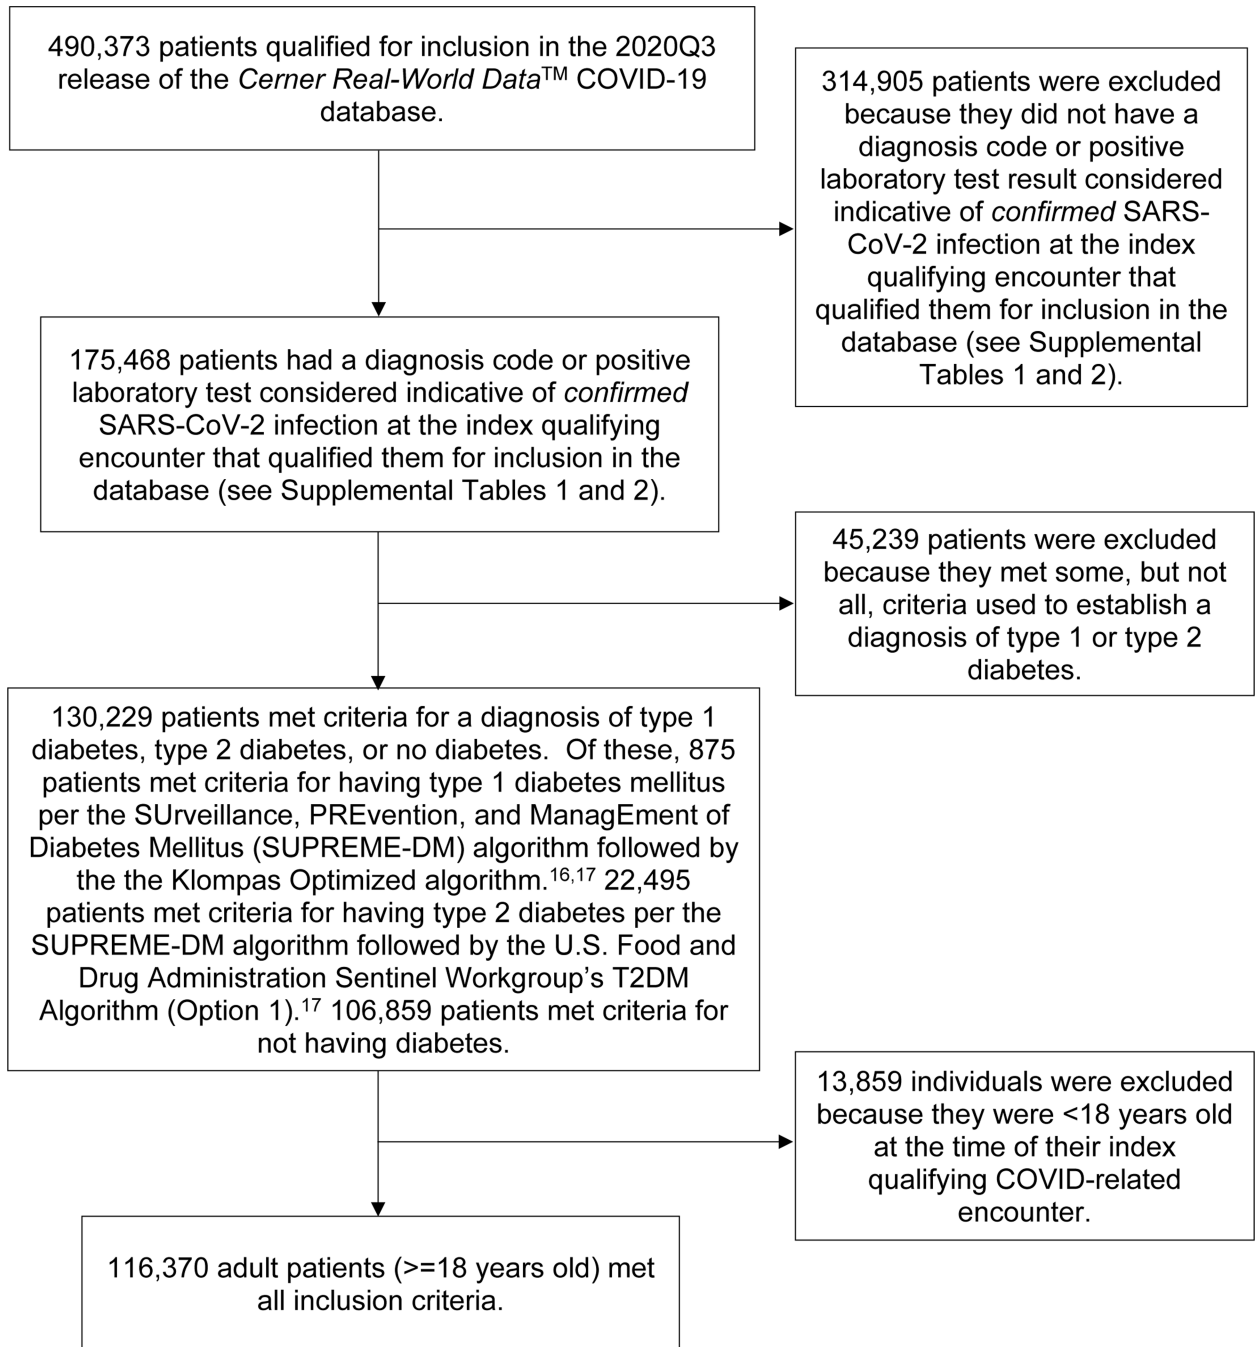 490,373 patients qualified for inclusion in the 2020Q3
release of the Cerner Real-World Data™ COVID-19
database.
314,905 patients were excluded
because they did not have a
diagnosis code or positive
laboratory test result considered
indicative of confirmed SARS-
CoV-2 infection at the index
qualifying encounter that
qualified them for inclusion in the
database (see Supplemental
Tables 1 and 2).
175,468 patients had a diagnosis code or positive
laboratory test considered indicative of confirmed
SARS-CoV-2 infection at the index qualifying
encounter that qualified them for inclusion in the
database (see Supplemental Tables 1 and 2).
45,239 patients were excluded
because they met some, but not
all, criteria used to establish a
diagnosis of type 1 or type 2
diabetes.
130,229 patients met criteria for a diagnosis of type 1
diabetes, type 2 diabetes, or no diabetes.  Of these, 875
patients met criteria for having type 1 diabetes mellitus
per the SUrveillance, PREvention, and ManagEment of
Diabetes Mellitus (SUPREME-DM) algorithm followed by
the the Klompas Optimized algorithm.¹⁶,¹⁷ 22,495
patients met criteria for having type 2 diabetes per the
SUPREME-DM algorithm followed by the U.S. Food and
Drug Administration Sentinel Workgroup’s T2DM
Algorithm (Option 1).¹⁷ 106,859 patients met criteria for
not having diabetes.
13,859 individuals were excluded
because they were <18 years old
at the time of their index
qualifying COVID-related
encounter.
116,370 adult patients (>=18 years old) met
all inclusion criteria.